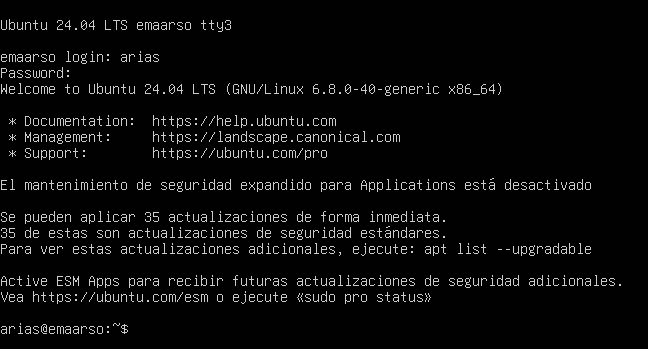 Ubuntu 24.04 LTS emaarso tty3
emaarso login: arias
Password:
Welcome to Ubuntu 24.04 LTS (GNU/Linux 6.8.0-40-generic x86_64)
* Documentation:  https://help.ubuntu.com
* Management:     https://landscape.canonical.com
* Support:        https://ubuntu.com/pro
El mantenimiento de seguridad expandido para Applications está desactivado
Se pueden aplicar 35 actualizaciones de forma inmediata.
35 de estas son actualizaciones de seguridad estándares.
Para ver estas actualizaciones adicionales, ejecute: apt list --upgradable
Active ESM Apps para recibir futuras actualizaciones de seguridad adicionales.
Vea https://ubuntu.com/esm o ejecute «sudo pro status»
arias@emaarso:~$